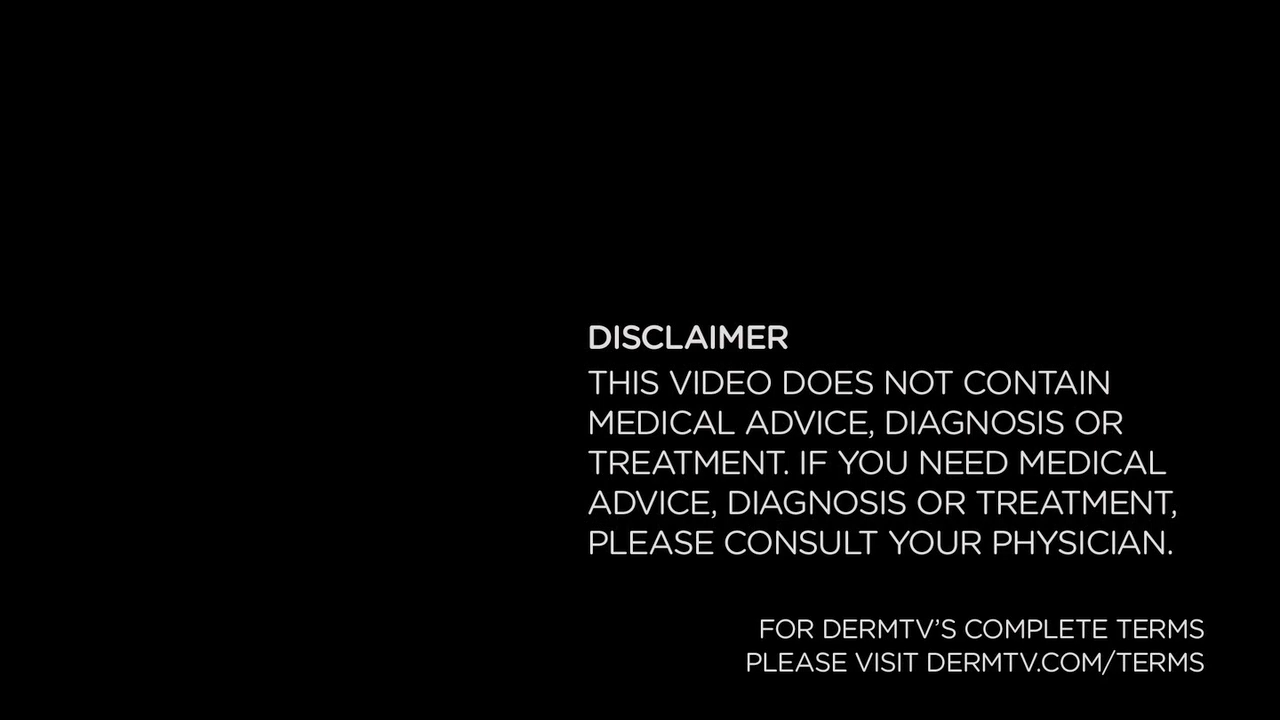 DISCLAIMER
THIS VIDEO DOES NOT CONTAIN
MEDICAL ADVICE, DIAGNOSIS OR
TREATMENT. IF YOU NEED MEDICAL
ADVICE, DIAGNOSIS OR TREATMENT,
PLEASE CONSULT YOUR PHYSICIAN.
FOR DERMTV’S COMPLETE TERMS
PLEASE VISIT DERMTV.COM/TERMS